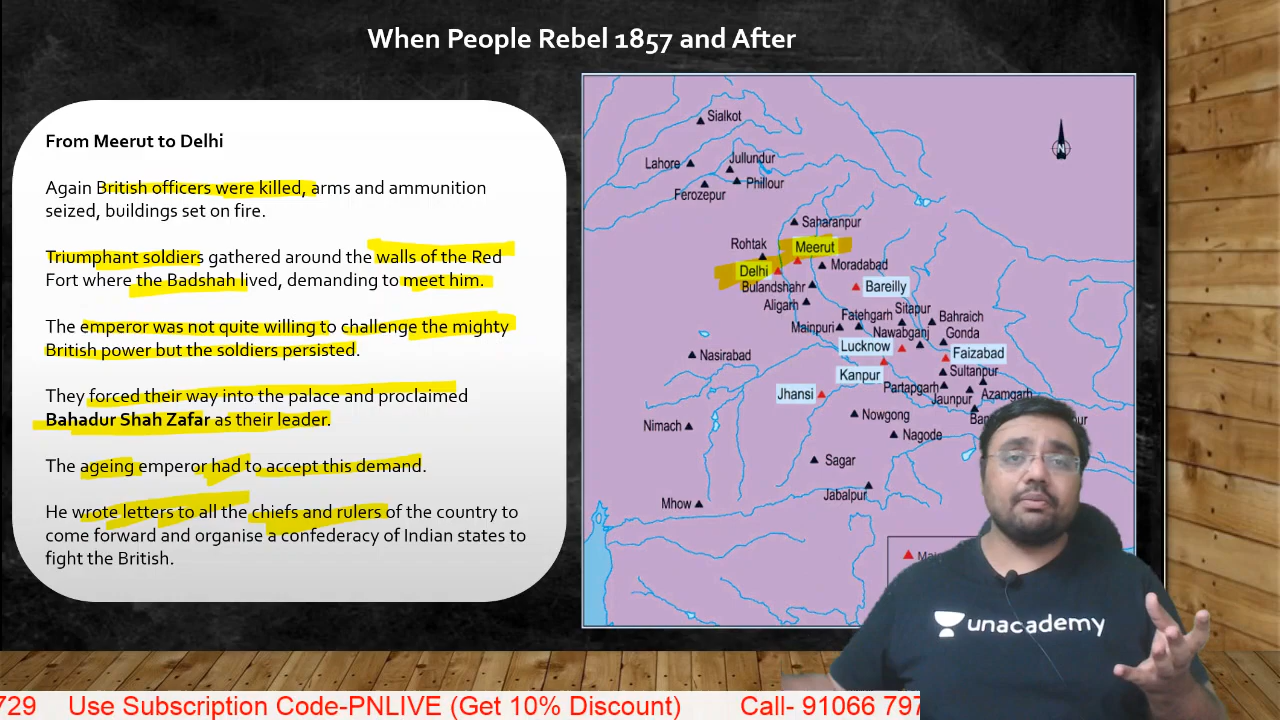 When People Rebel 1857 and After
From Meerut to Delhi
Again British officers were killed, arms and ammunition
seized, buildings set on fire.
Triumphant soldiers gathered around the walls of the Red
Fort where the Badshah lived, demanding to meet him.
The emperor was not quite willing to challenge the mighty
British power but the soldiers persisted.
They forced their way into the palace and proclaimed
Bahadur Shah Zafar as their leader.
The ageing emperor had to accept this demand.
He wrote letters to all the chiefs and rulers of the country to
come forward and organise a confederacy of Indian states to
fight the British.
Sialkot
Lahore
Jullundur
Phillour
Ferozepur
N
Saharanpur
Rohtak
Meerut
Delhi
Moradabad
Bulandshahr
Bareilly
Aligarh
Fatehgarh
Sitapur
Bahraich
Mainpuri
Nawabganj
Gonda
Lucknow
Faizabad
Nasirabad
Kanpur
Sultanpur
Partapgarh
Jhansi
Jaunpur
Azamgarh
Nowgong
Nimach
Nagode
Sagar
Jabalpur
Mhow
unacademy
729 Use Subscription Code-PNLIVE (Get 10% Discount) Call- 91066 797